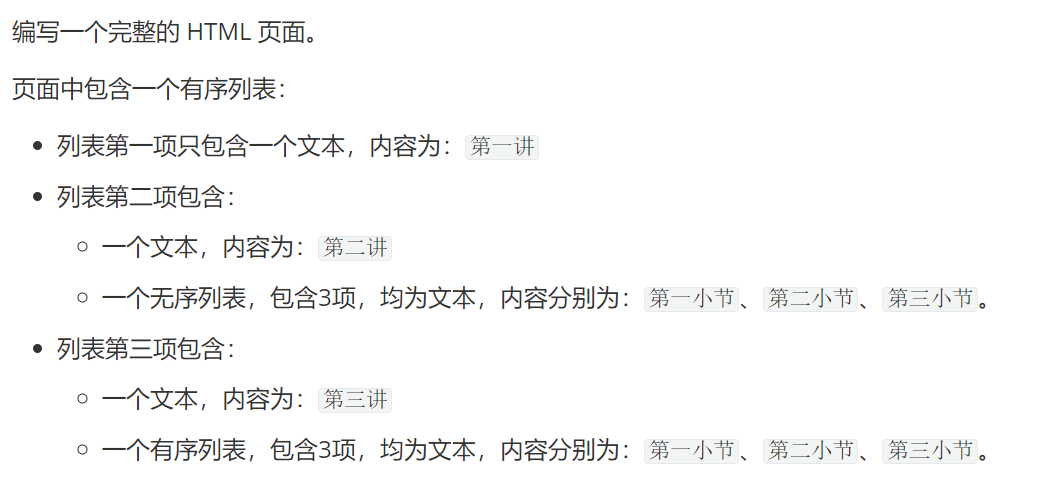 编写一个完整的 HTML 页面。
页面中包含一个有序列表：
列表第一项只包含一个文本，内容为：第一讲
列表第二项包含：
一个文本，内容为：第二讲
一个无序列表，包含3项，均为文本，内容分别为：第一小节、第二小节、第三小节。
列表第三项包含：
一个文本，内容为：第三讲
一个有序列表，包含3项，均为文本，内容分别为：第一小节、第二小节、第三小节。